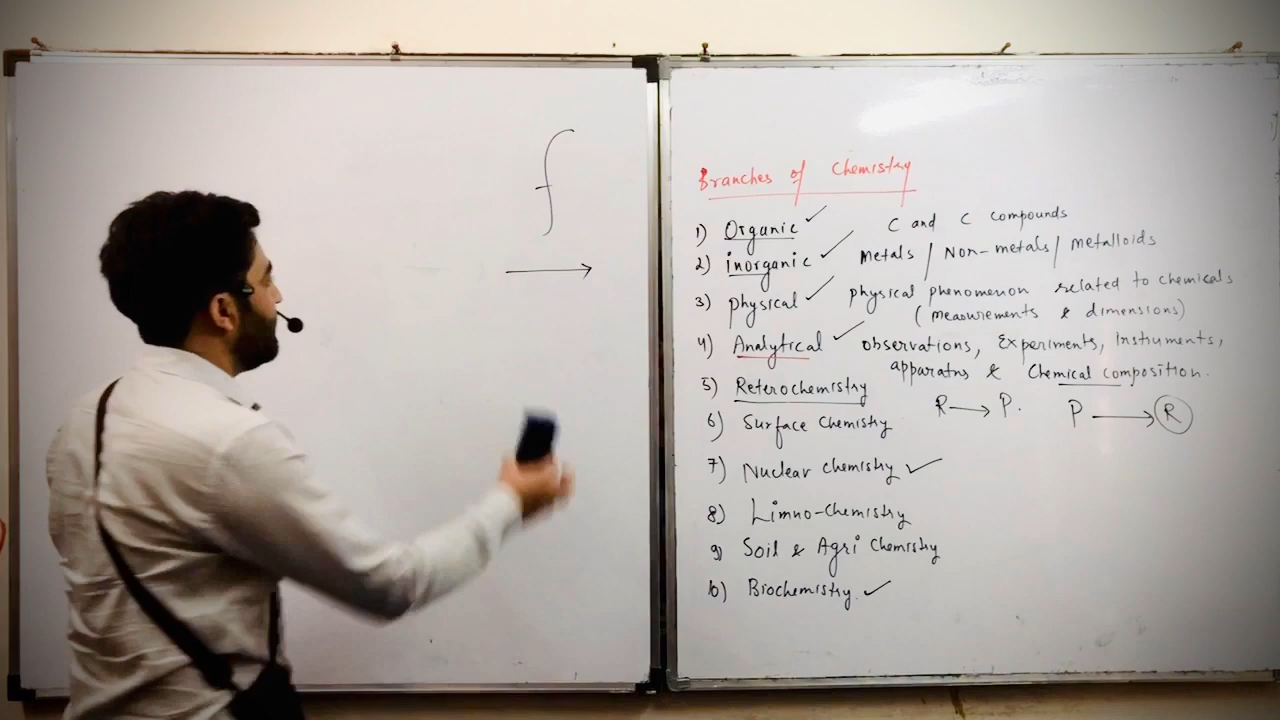 f
Branches of Chemistry
1) Organic ✓ C and C compounds
2) inorganic ✓ Metals / Non-metals / metalloids
3) physical ✓ physical phenomenon related to chemicals
(measurements & dimensions)
4) Analytical ✓ observations, Experiments, Instruments,
apparatus & Chemical composition.
5) Reterochemistry R → P. P → R
6) Surface Chemistry
7) Nuclear chemistry ✓
8) Limno-Chemistry
9) Soil & Agri Chemistry
10) Biochemistry. ✓